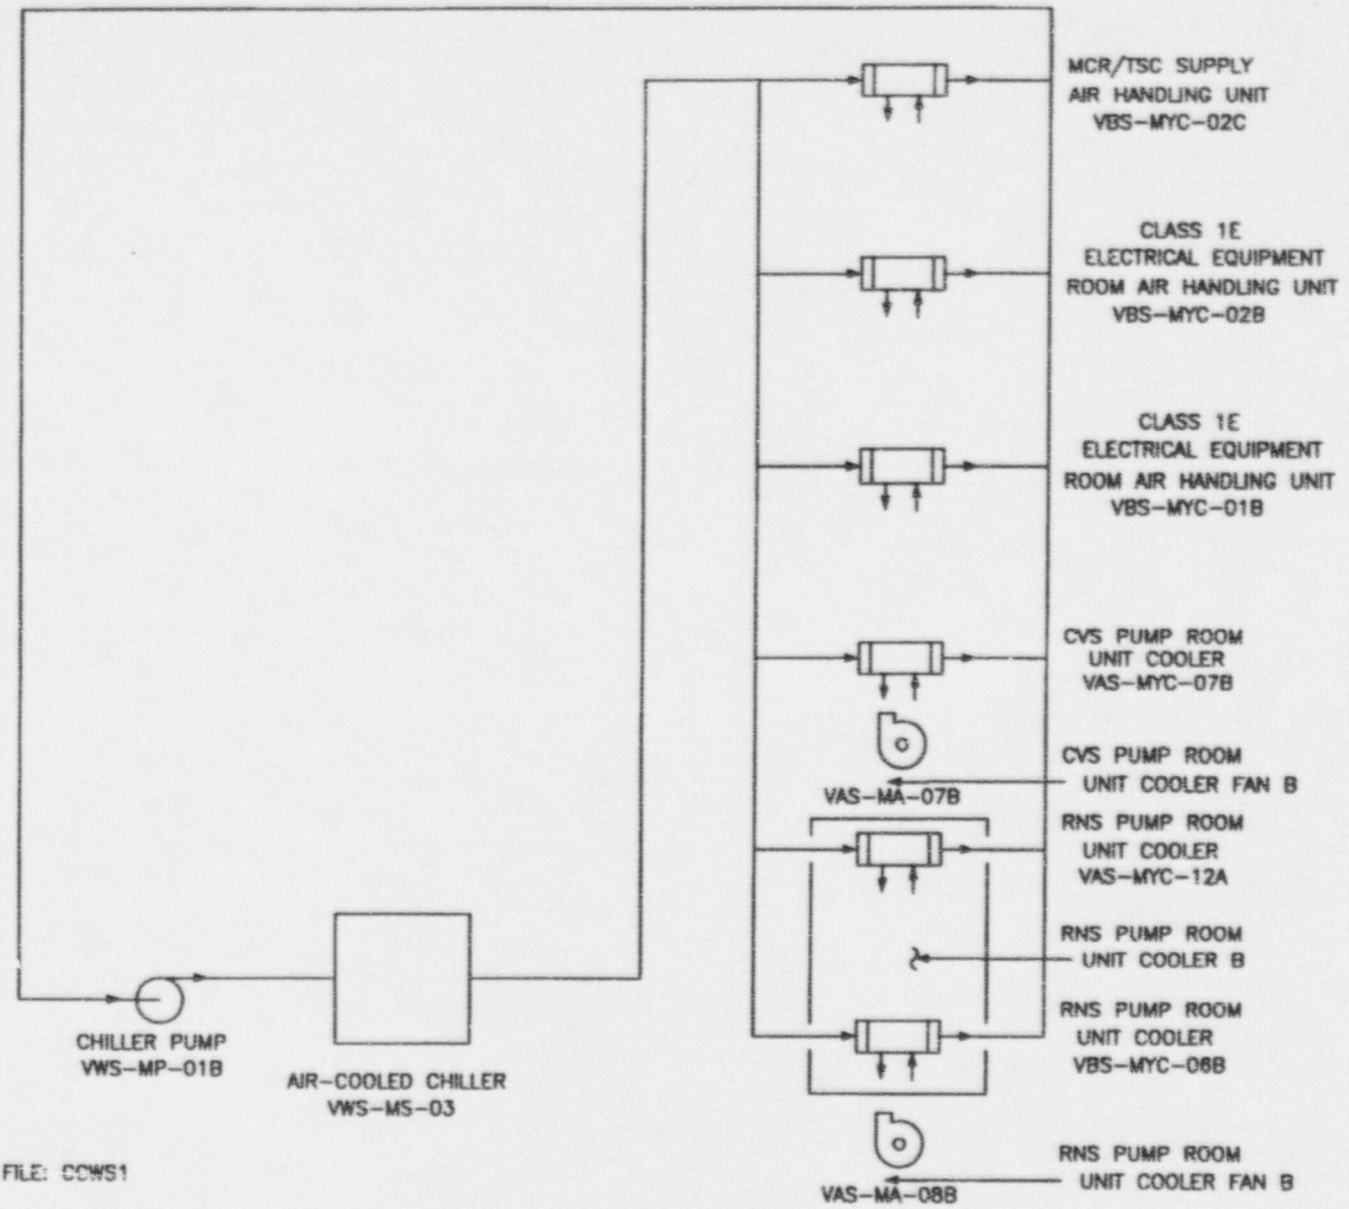 MCR/TSC SUPPLY
AIR HANDLING UNIT
VBS-MYC-02C
CLASS 1E
ELECTRICAL EQUIPMENT
ROOM AIR HANDLING UNIT
VBS-MYC-02B
CLASS 1E
ELECTRICAL EQUIPMENT
ROOM AIR HANDLING UNIT
VBS-MYC-01B
CVS PUMP ROOM
UNIT COOLER
VAS-MYC-07B
CVS PUMP ROOM
UNIT COOLER FAN B
VAS-MA-07B
RNS PUMP ROOM
UNIT COOLER
VAS-MYC-12A
RNS PUMP ROOM
UNIT COOLER B
RNS PUMP ROOM
UNIT COOLER
VBS-MYC-06B
CHILLER PUMP
VWS-MP-01B
AIR-COOLED CHILLER
VWS-MS-03
RNS PUMP ROOM
UNIT COOLER FAN B
VAS-MA-08B
FILE: CCWS1